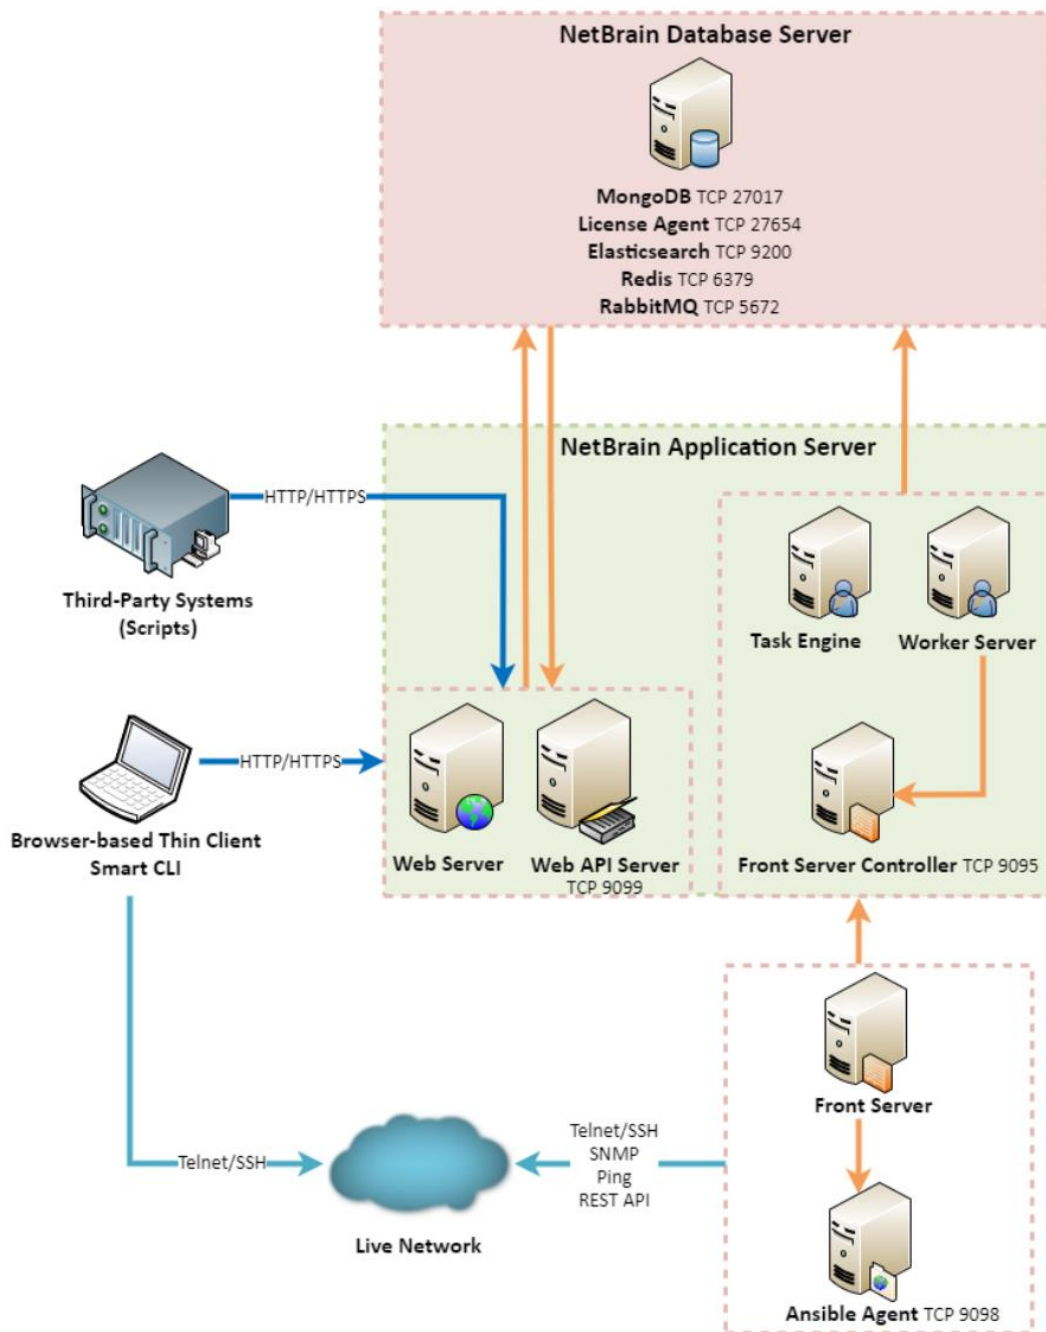 NetBrain Database Server
MongoDB TCP 27017
License Agent TCP 27654
Elasticsearch TCP 9200
Redis TCP 6379
RabbitMQ TCP 5672
NetBrain Application Server
HTTP/HTTPS
Third-Party Systems
(Scripts)
Task Engine
Worker Server
HTTP/HTTPS
Browser-based Thin Client
Smart CLI
Web Server
Web API Server
TCP 9099
Front Server Controller TCP 9095
Front Server
Telnet/SSH
Telnet/SSH
SNMP
Ping
REST API
Live Network
Ansible Agent TCP 9098